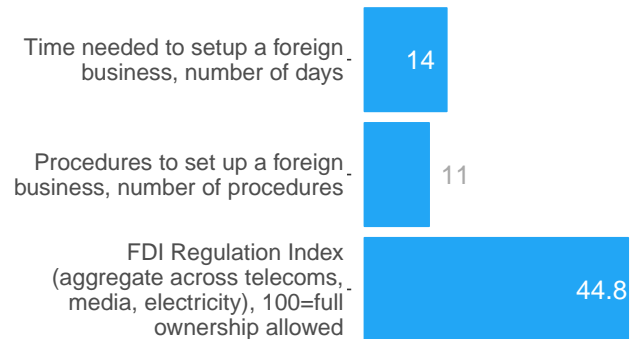 Time needed to setup a foreign
business, number of days
14
Procedures to set up a foreign
business, number of procedures
11
FDI Regulation Index
(aggregate across telecoms,
media, electricity), 100=full
ownership allowed
44.8